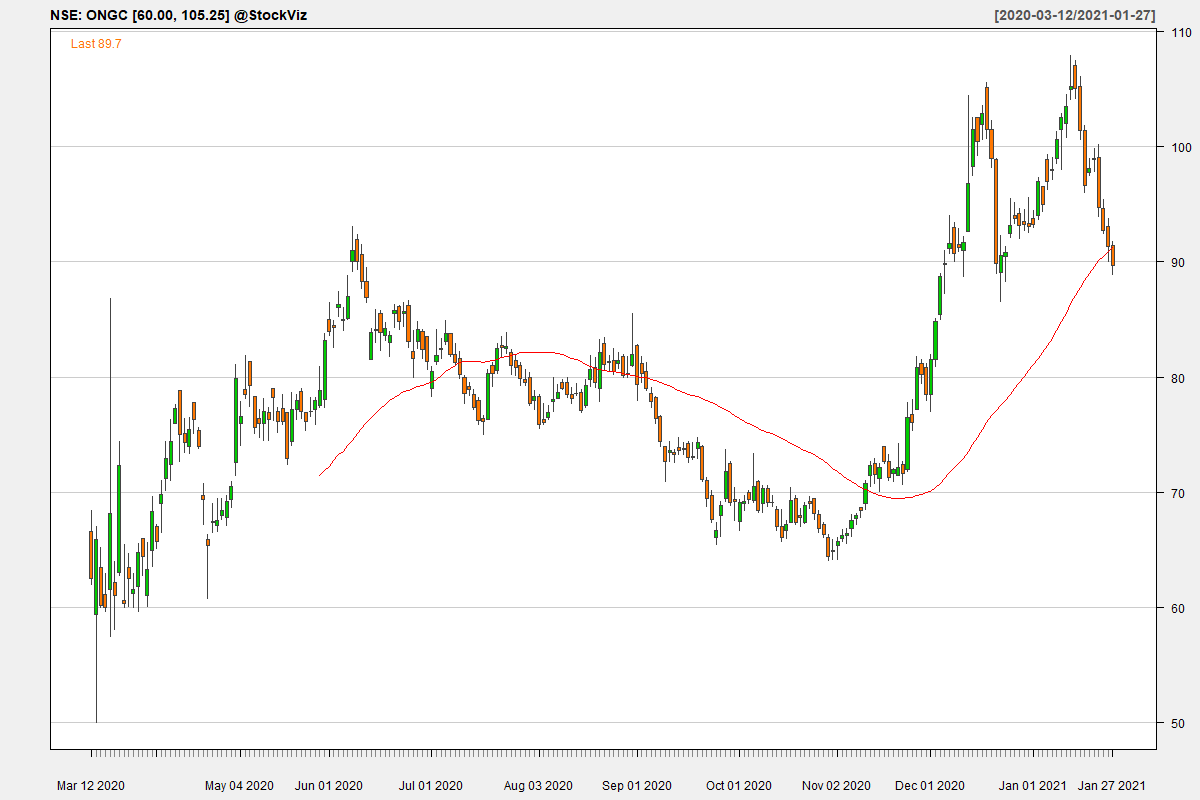 NSE: ONGC [60.00, 105.25] @StockViz
[2020-03-12/2021-01-27]
Last 89.7
110
100
90
80
70
60
50
Mar 12 2020
May 04 2020
Jun 01 2020
Jul 01 2020
Aug 03 2020
Sep 01 2020
Oct 01 2020
Nov 02 2020
Dec 01 2020
Jan 01 2021
Jan 27 2021